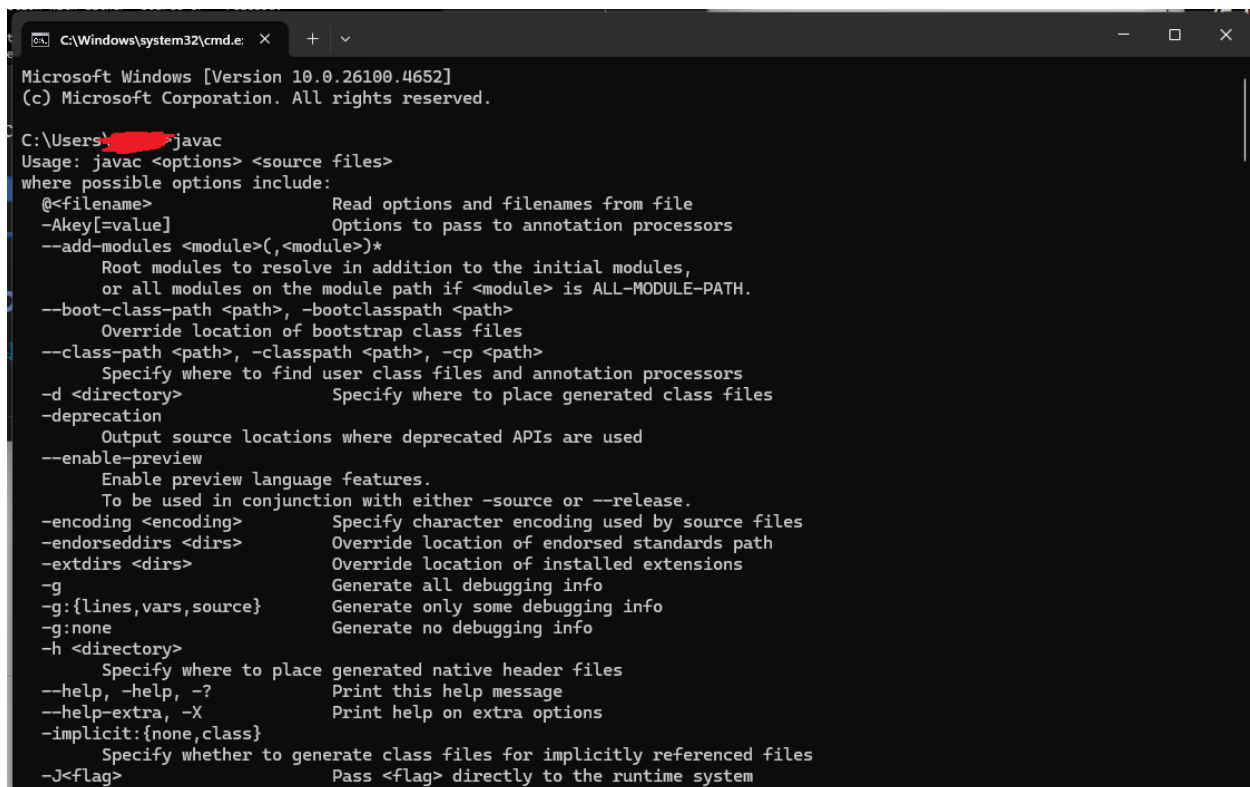 C:\Windows\system32\cmd.e:
Microsoft Windows [Version 10.0.26100.4652]
(c) Microsoft Corporation. All rights reserved.
C:\Users\>javac
Usage: javac <options> <source files>
where possible options include:
  @<filename>                  Read options and filenames from file
  -Akey[=value]                Options to pass to annotation processors
  --add-modules <module>(,<module>)*
        Root modules to resolve in addition to the initial modules,
        or all modules on the module path if <module> is ALL-MODULE-PATH.
  --boot-class-path <path>, -bootclasspath <path>
        Override location of bootstrap class files
  --class-path <path>, -classpath <path>, -cp <path>
        Specify where to find user class files and annotation processors
  -d <directory>               Specify where to place generated class files
  -deprecation
        Output source locations where deprecated APIs are used
  --enable-preview
        Enable preview language features.
        To be used in conjunction with either -source or --release.
  -encoding <encoding>         Specify character encoding used by source files
  -endorseddirs <dirs>         Override location of endorsed standards path
  -extdirs <dirs>              Override location of installed extensions
  -g                           Generate all debugging info
  -g:{lines,vars,source}       Generate only some debugging info
  -g:none                      Generate no debugging info
  -h <directory>
        Specify where to place generated native header files
  --help, -help, -?            Print this help message
  --help-extra, -X             Print help on extra options
  -implicit:{none,class}
        Specify whether to generate class files for implicitly referenced files
  -J<flag>                     Pass <flag> directly to the runtime system